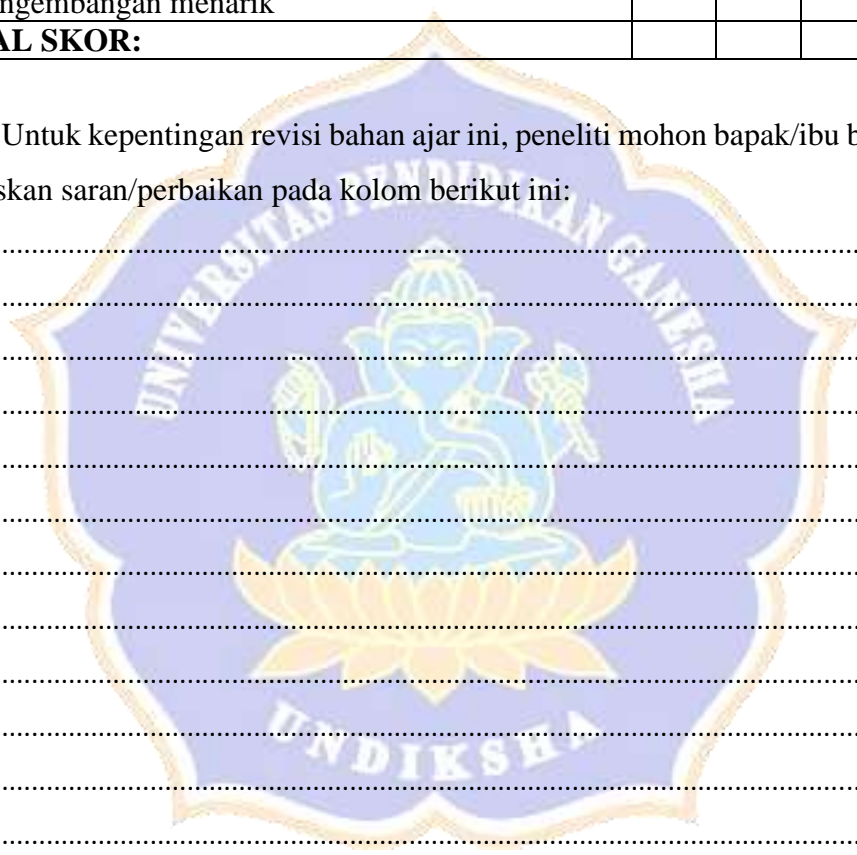 ngembangan menarik
AL SKOR:
Untuk kepentingan revisi bahan ajar ini, peneliti mohon bapak/ibu b
skan saran/perbaikan pada kolom berikut ini:
................................................................................
................................................................................
................................................................................
................................................................................
................................................................................
................................................................................
................................................................................
................................................................................
................................................................................
................................................................................
................................................................................
................................................................................
UNIVERSITAS PENDIDIKAN GANESHA
UNDIKSHA